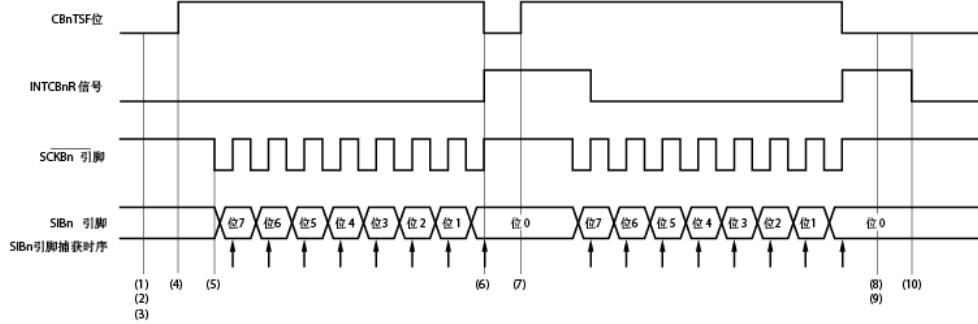 CBnTSF位
INTCBnR 信号
SCKBn 引脚
SIBn 引脚
位7 位6 位5 位4 位3 位2 位1 位0 位7 位6 位5 位4 位3 位2 位1 位0
SIBn引脚捕获时序
(1) (4) (5) (6) (7) (8) (10)
(2) (9)
(3)